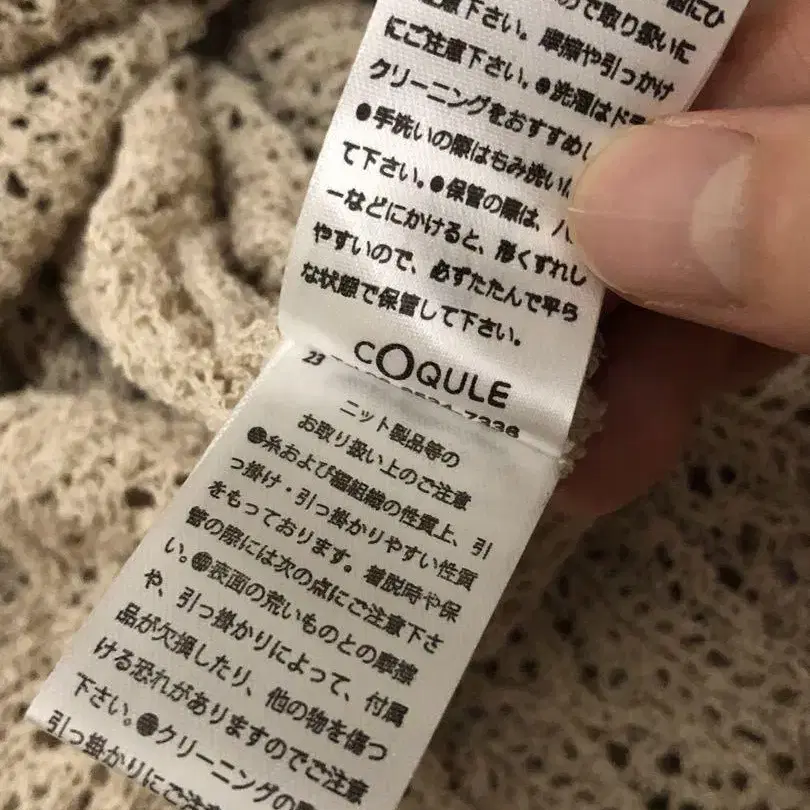 注意下さい。摩擦や引っかけ
にご注意下さい。●洗濯はド
クリーニングをおすすめし
●手洗いの際はもみ洗い
て下さい。●保管の際は、ハ
ーなどにかけると、形くずれし
やすいので、必ずたたんで平ら
な状態で保管して下さい。
COQULE
23
ニット製品等の
お取り扱い上のご注意
●糸および編組織の性質上、引
っ掛け・引っ掛かりやすい性質
をもっております。着脱時や保
管の際には次の点にご注意下さ
い。●表面の荒いものとの摩擦
や、引っ掛かりによって、付属
品が欠損したり、他の物を傷つ
ける恐れがありますのでご注意
下さい。●クリーニングの
引っ掛かりにご注意